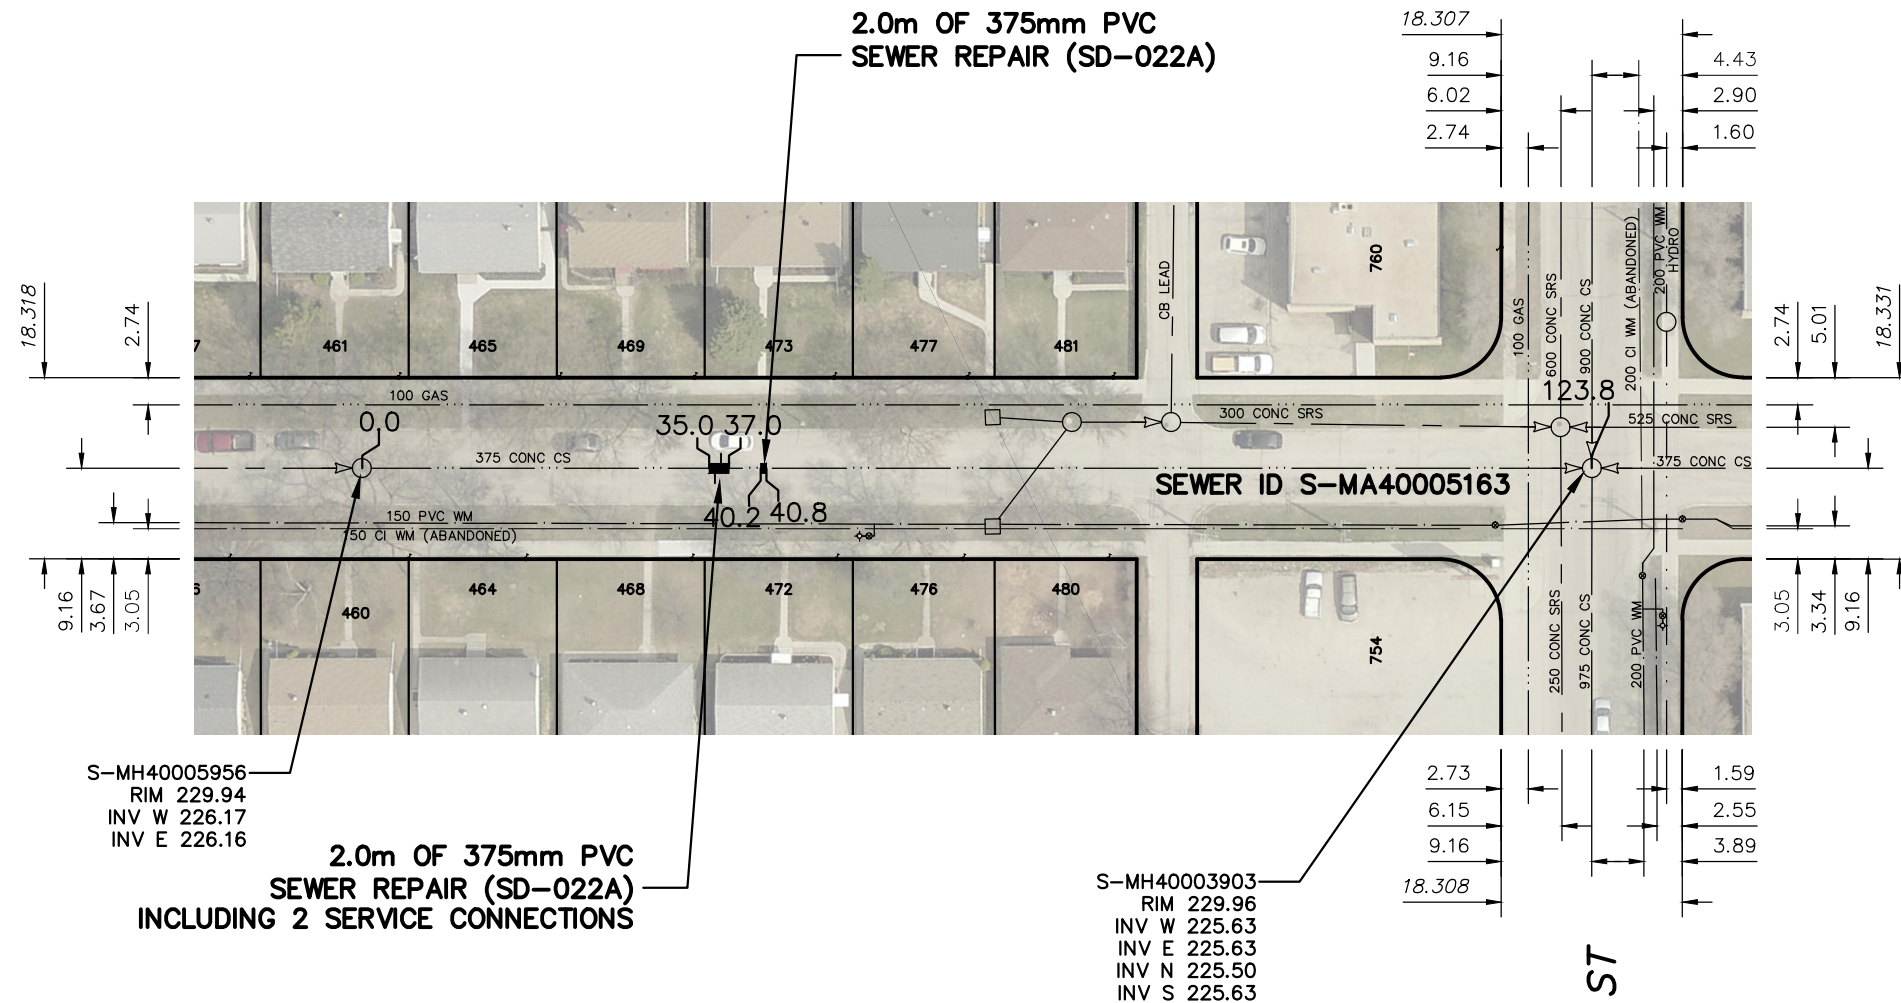 2.0m OF 375mm PVC
SEWER REPAIR (SD-022A)
18.307
9.16
6.02
2.74
4.43
2.90
1.60
18.318
2.74
461
465
469
473
477
481
CB LEAD
760
100 GAS
600 CONC SRS
900 CONC CS
200 CI WM (ABANDONED)
200 PVC WM
HYDRO
2.74
5.01
18.331
100 GAS
0.0
35.0 37.0
300 CONC SRS
123.8
525 CONC SRS
375 CONC CS
375 CONC CS
SEWER ID S-MA40005163
40.2 40.8
150 PVC WM
150 CI WM (ABANDONED)
9.16
3.67
3.05
460
464
468
472
476
480
754
250 CONC SRS
975 CONC CS
200 PVC WM
3.05
3.34
9.16
S-MH40005956
RIM 229.94
INV W 226.17
INV E 226.16
2.0m OF 375mm PVC
SEWER REPAIR (SD-022A)
INCLUDING 2 SERVICE CONNECTIONS
S-MH40003903
RIM 229.96
INV W 225.63
INV E 225.63
INV N 225.50
INV S 225.63
2.73
6.15
9.16
18.308
1.59
2.55
3.89
ST